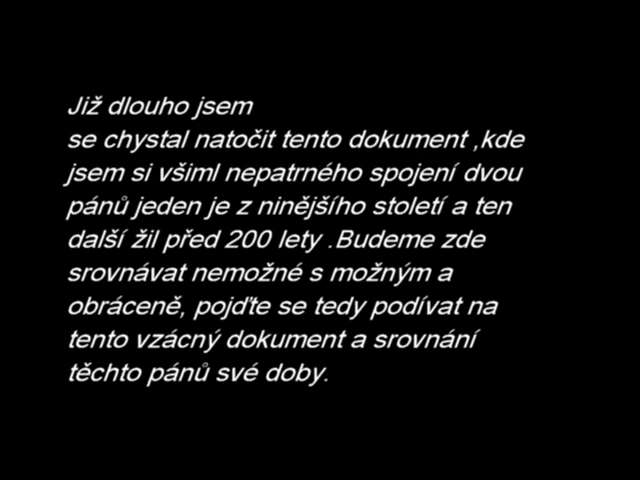 Již dlouho jsem
se chystal natočit tento dokument ,kde
jsem si všiml nepatrného spojení dvou
pánů jeden je z ninějšího století a ten
další žil před 200 lety .Budeme zde
srovnávat nemožné s možným a
obráceně, pojďte se tedy podívat na
tento vzácný dokument a srovnání
těchto pánů své doby.